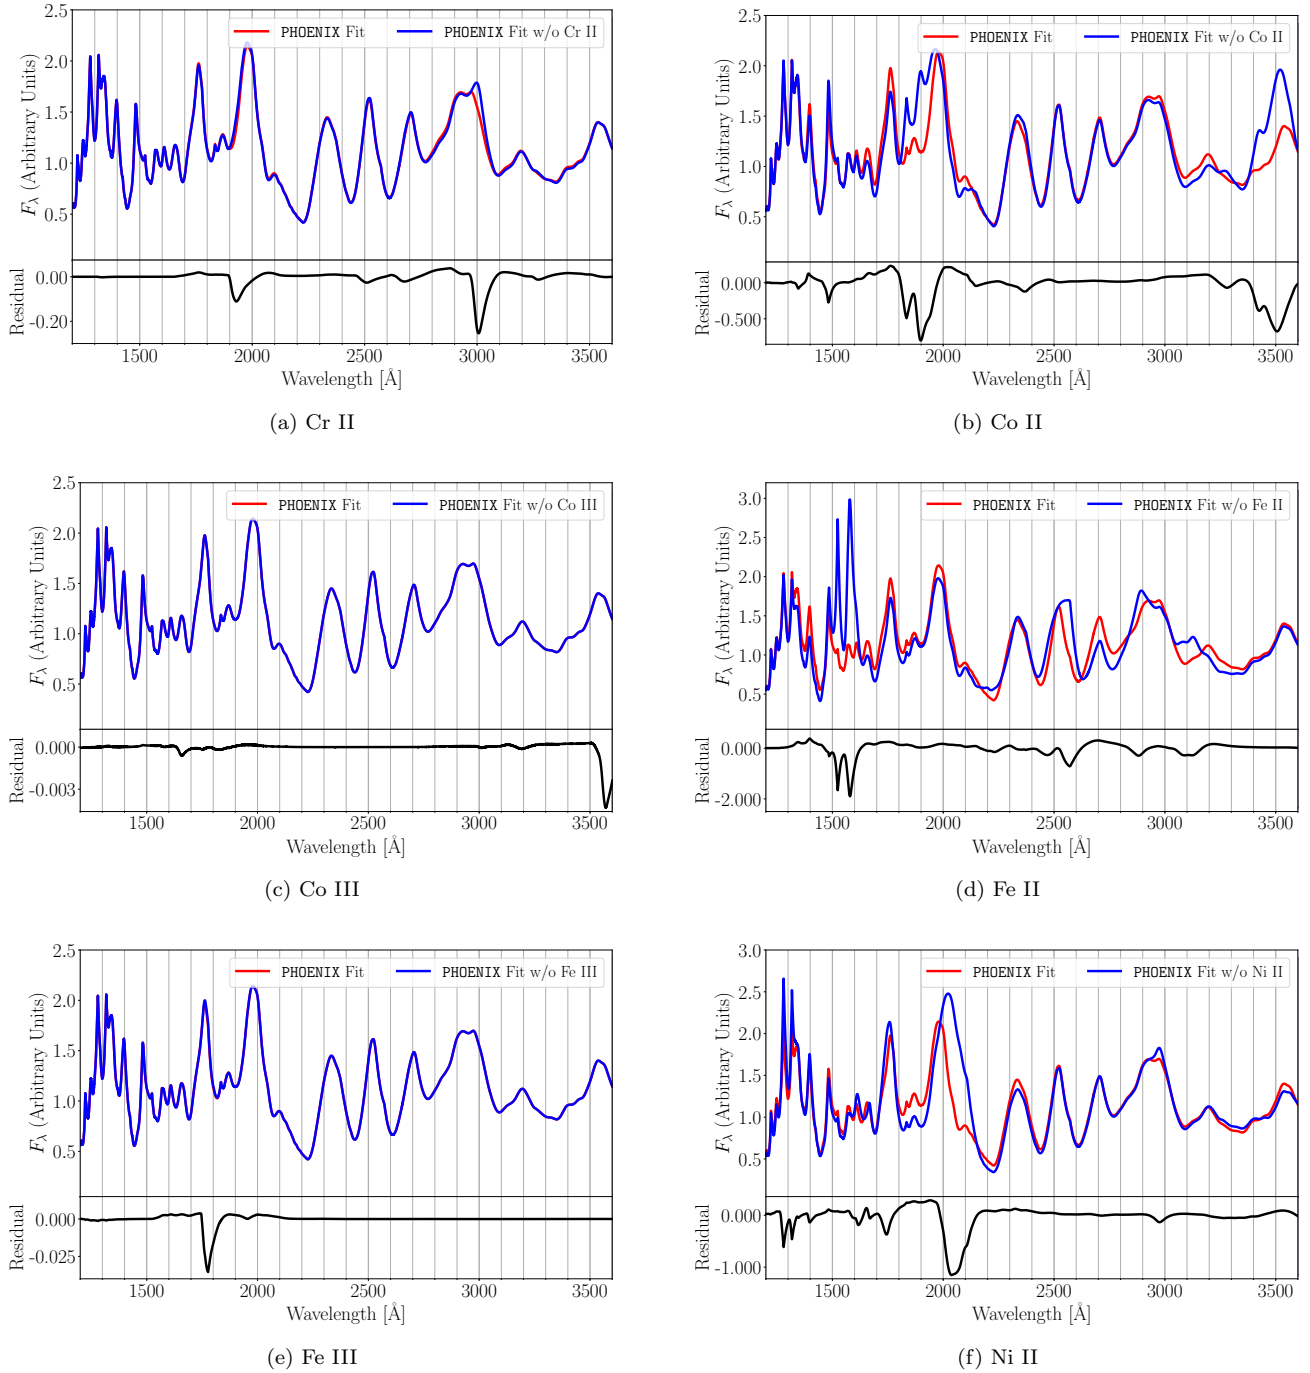 PHOENIX Fit PHOENIX Fit w/o Cr II
2.5
2.0
1.5
1.0
0.5
F_λ (Arbitrary Units)
0.00
-0.20
Residual
1500 2000 2500 3000 3500
Wavelength [Å]
(a) Cr II
PHOENIX Fit PHOENIX Fit w/o Co II
2.5
2.0
1.5
1.0
0.5
F_λ (Arbitrary Units)
0.000
-0.500
Residual
1500 2000 2500 3000 3500
Wavelength [Å]
(b) Co II
PHOENIX Fit PHOENIX Fit w/o Co III
2.5
2.0
1.5
1.0
0.5
F_λ (Arbitrary Units)
0.000
-0.003
Residual
1500 2000 2500 3000 3500
Wavelength [Å]
(c) Co III
PHOENIX Fit PHOENIX Fit w/o Fe II
3.0
2.5
2.0
1.5
1.0
0.5
F_λ (Arbitrary Units)
0.000
-2.000
Residual
1500 2000 2500 3000 3500
Wavelength [Å]
(d) Fe II
PHOENIX Fit PHOENIX Fit w/o Fe III
2.5
2.0
1.5
1.0
0.5
F_λ (Arbitrary Units)
0.000
-0.025
Residual
1500 2000 2500 3000 3500
Wavelength [Å]
(e) Fe III
PHOENIX Fit PHOENIX Fit w/o Ni II
3.0
2.5
2.0
1.5
1.0
0.5
F_λ (Arbitrary Units)
0.000
-1.000
Residual
1500 2000 2500 3000 3500
Wavelength [Å]
(f) Ni II